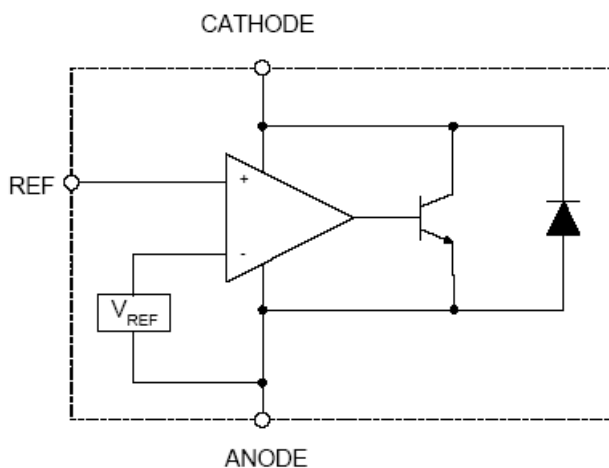 CATHODE
REF
+
-
VREF
ANODE